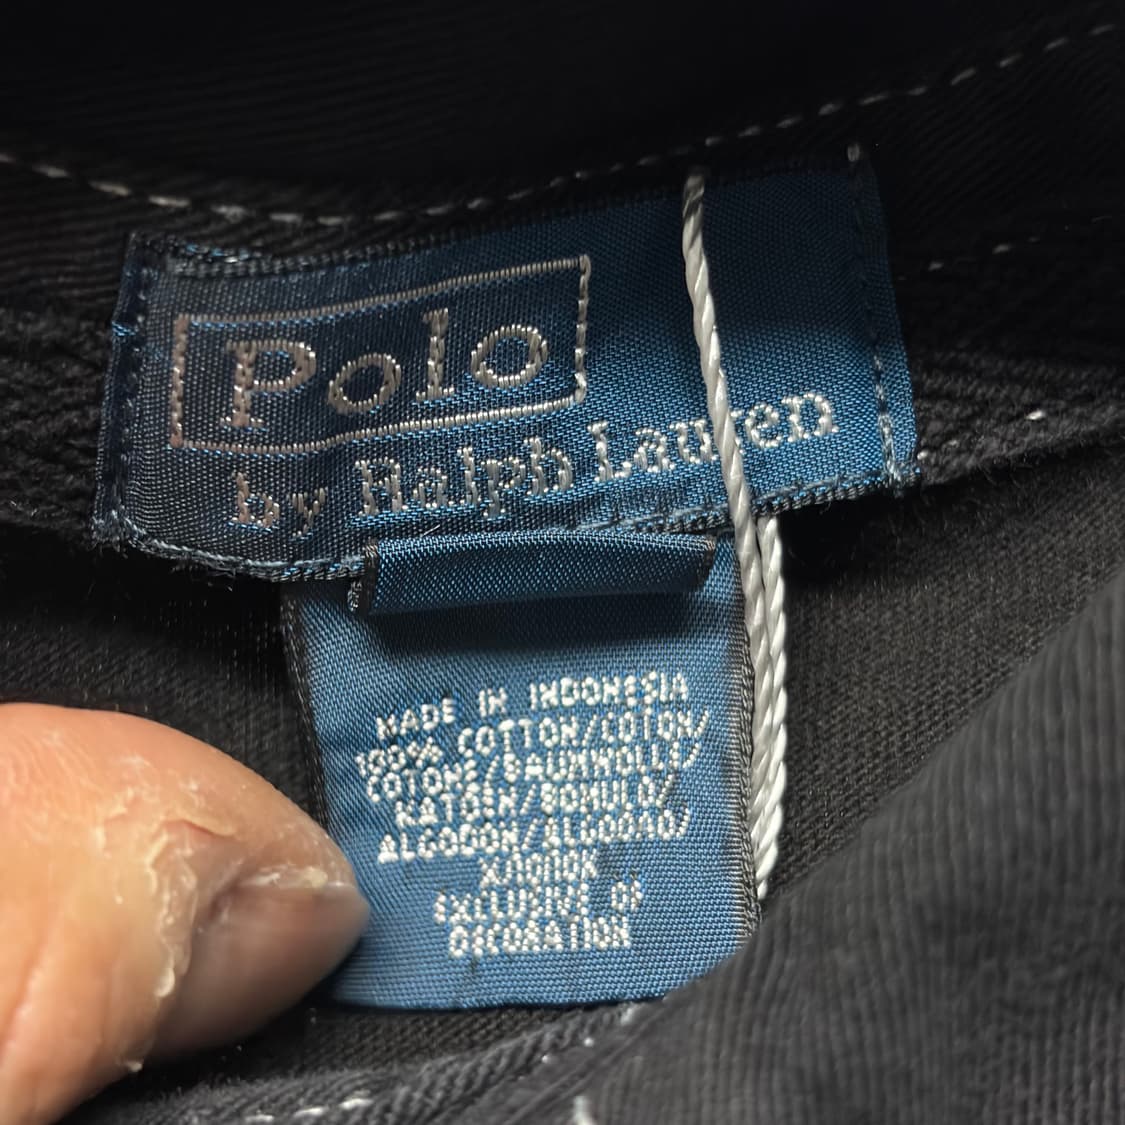 Polo
by Ralph Lauren
MADE IN INDONESIA
100% COTTON/COTON/
COTONE/BAUMWOLLE/
KATOEN/BOMULD/
ALGODON/ALGODAO/
ХЛОПОК
EXCLUSIVE OF
DECORATION